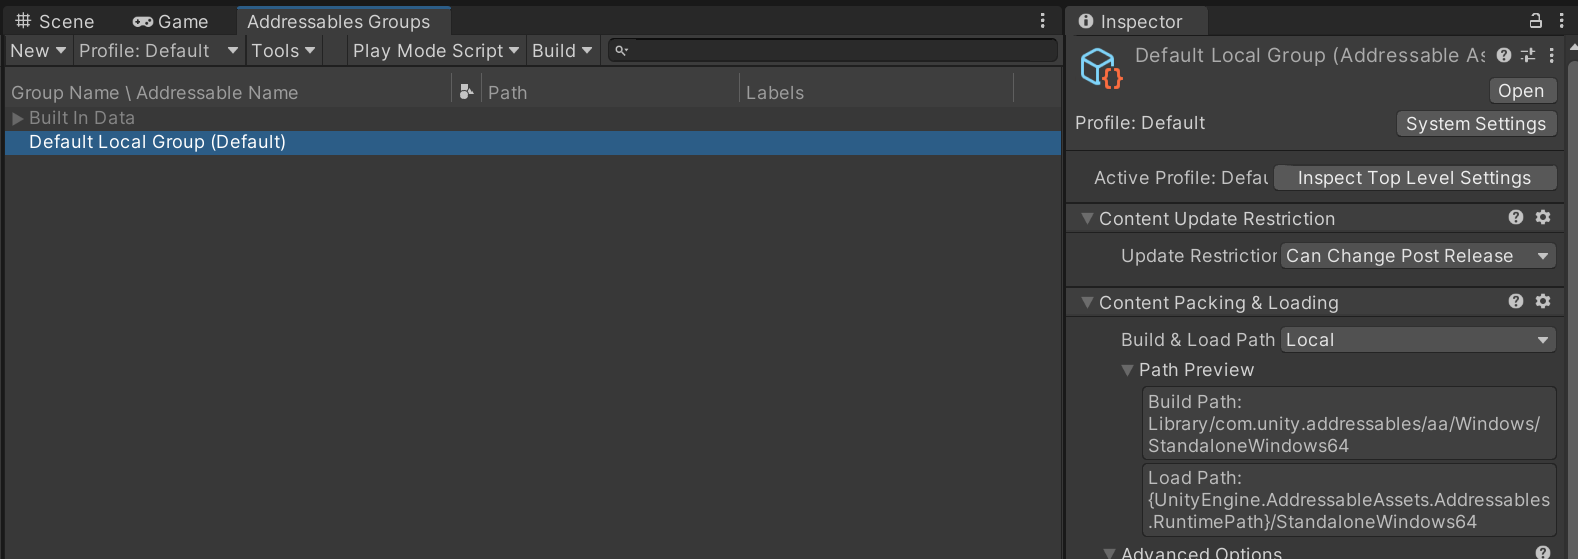 Scene
Game
Addressables Groups
New
Profile: Default
Tools
Play Mode Script
Build
Group Name \ Addressable Name
Path
Labels
Built In Data
Default Local Group (Default)
Inspector
Default Local Group (Addressable As
Open
Profile: Default
System Settings
Active Profile: Defau
Inspect Top Level Settings
Content Update Restriction
Update Restriction
Can Change Post Release
Content Packing & Loading
Build & Load Path
Local
Path Preview
Build Path:
Library/com.unity.addressables/aa/Windows/
StandaloneWindows64
Load Path:
{UnityEngine.AddressableAssets.Addressables
.RuntimePath}/StandaloneWindows64
Advanced Options